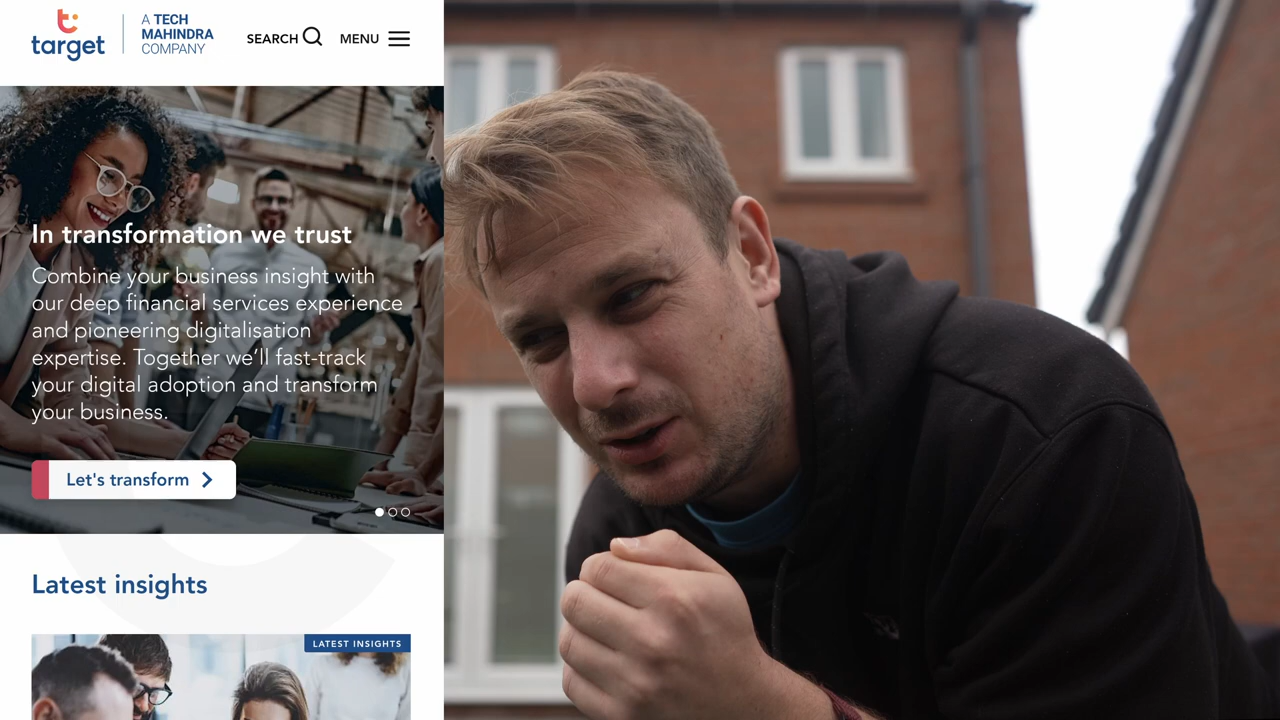 target
A TECH
MAHINDRA
COMPANY
SEARCH
MENU
In transformation we trust
Combine your business insight with
our deep financial services experience
and pioneering digitalisation
expertise. Together we'll fast-track
your digital adoption and transform
your business.
Let's transform
Latest insights
LATEST INSIGHTS